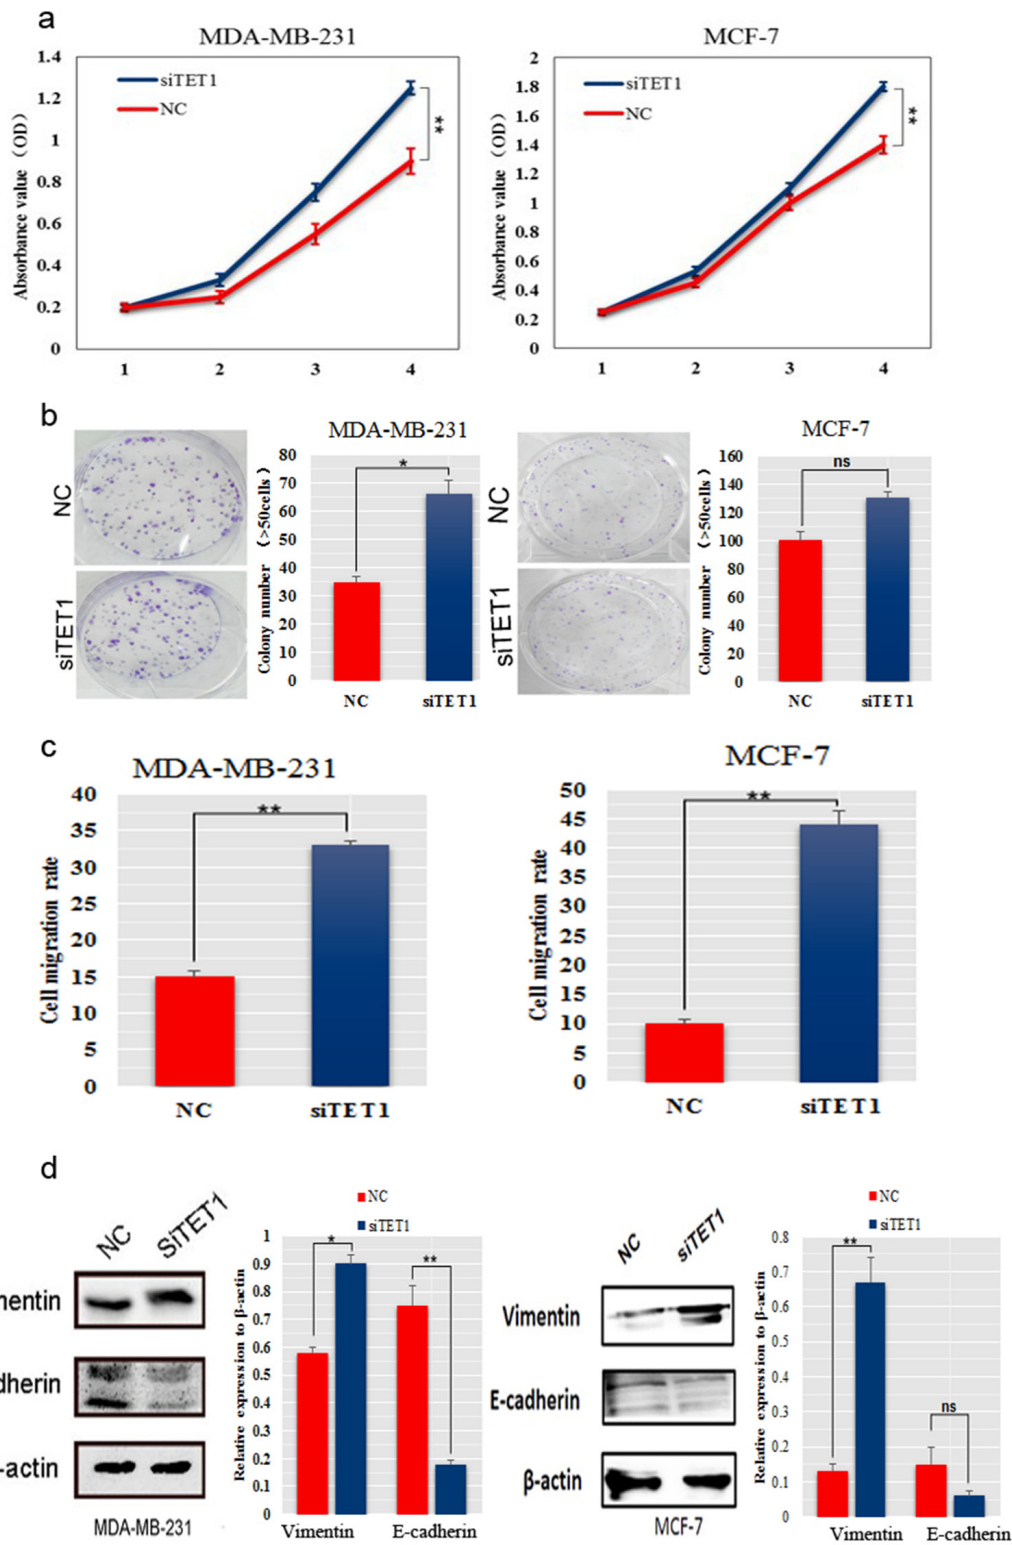 a
MDA-MB-231
MCF-7
1.4
1.2
1
0.8
0.6
0.4
0.2
0
Absorbance value (OD)
siTET1
NC
**
1 2 3 4
2
1.8
1.6
1.4
1.2
1
0.8
0.6
0.4
0.2
0
Absorbance value (OD)
siTET1
NC
**
1 2 3 4
b
NC
siTET1
MDA-MB-231
80
70
60
50
40
30
20
10
0
Colony number (>50cells)
*
NC siTET1
NC
siTET1
MCF-7
160
140
120
100
80
60
40
20
0
Colony number (>50cells)
ns
NC siTET1
c
MDA-MB-231
40
35
30
25
20
15
10
5
0
Cell migration rate
**
NC siTET1
MCF-7
50
45
40
35
30
25
20
15
10
5
0
Cell migration rate
**
NC siTET1
d
NC SiTET1
mentin
dherin
-actin
MDA-MB-231
NC
siTET1
1
0.9
0.8
0.7
0.6
0.5
0.4
0.3
0.2
0.1
0
Relative expression to β-actin
*
**
Vimentin E-cadherin
NC siTET1
Vimentin
E-cadherin
β-actin
MCF-7
NC
siTET1
0.8
0.7
0.6
0.5
0.4
0.3
0.2
0.1
0
Relative expression to β-actin
**
ns
Vimentin E-cadherin